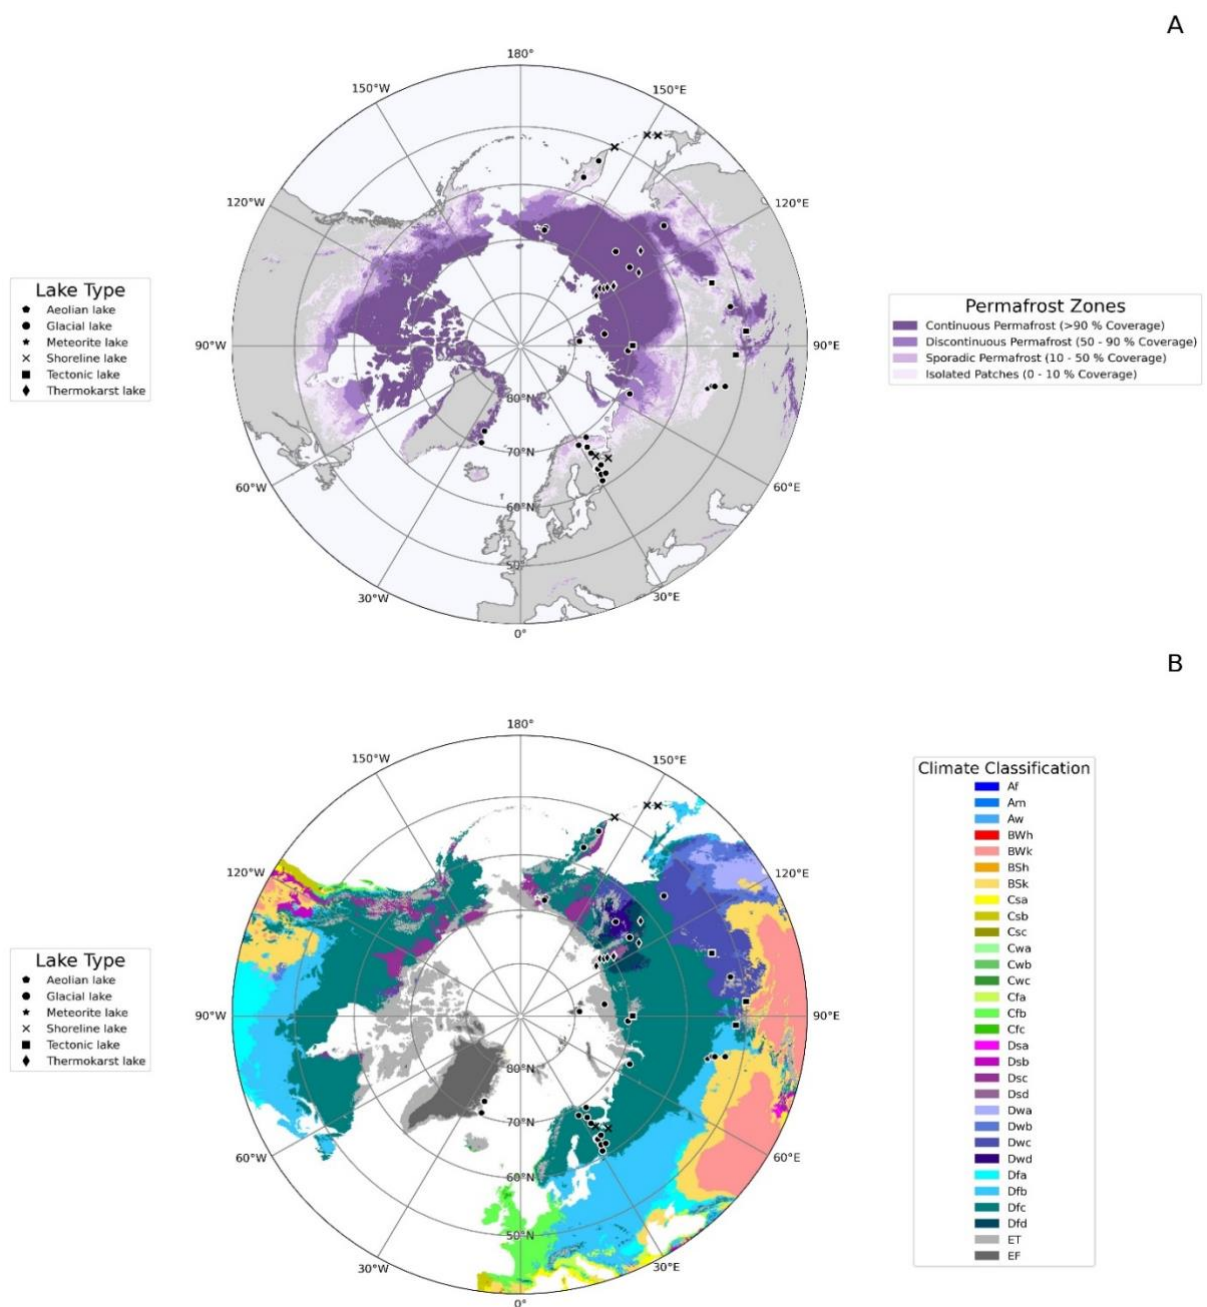 A
180°
150°W
150°E
120°W
120°E
90°W
90°E
60°W
60°E
30°W
30°E
0°
80°N
70°N
60°N
50°
Lake Type
Aeolian lake
Glacial lake
Meteorite lake
Shoreline lake
Tectonic lake
Thermokarst lake
Permafrost Zones
Continuous Permafrost (>90 % Coverage)
Discontinuous Permafrost (50 - 90 % Coverage)
Sporadic Permafrost (10 - 50 % Coverage)
Isolated Patches (0 - 10 % Coverage)
B
180°
150°W
150°E
120°W
120°E
90°W
90°E
60°W
60°E
30°W
30°E
0°
80°N
70°N
60°N
50°N
Lake Type
Aeolian lake
Glacial lake
Meteorite lake
Shoreline lake
Tectonic lake
Thermokarst lake
Climate Classification
Af
Am
Aw
BWh
BWk
BSh
BSk
Csa
Csb
Csc
Cwa
Cwb
Cwc
Cfa
Cfb
Cfc
Dsa
Dsb
Dsc
Dsd
Dwa
Dwb
Dwc
Dwd
Dfa
Dfb
Dfc
Dfd
ET
EF